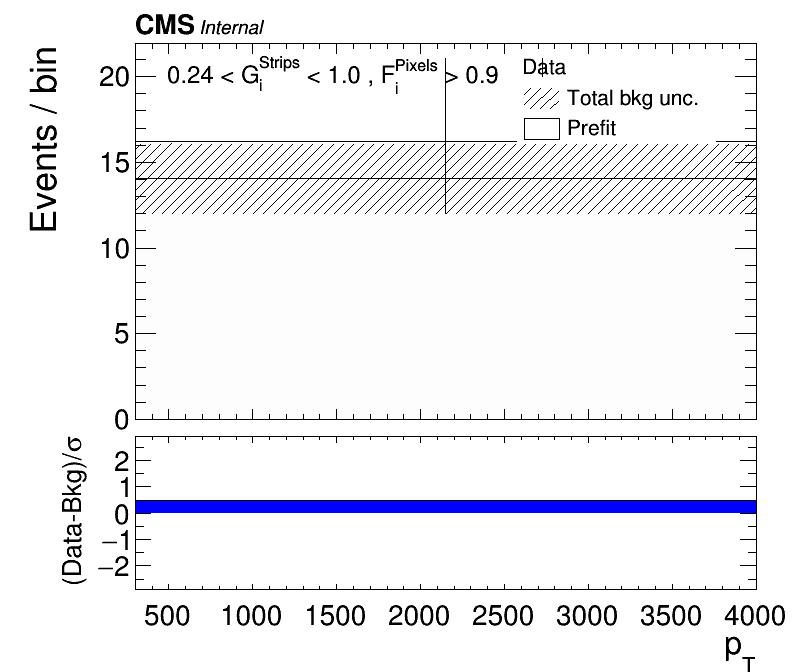 CMS Internal
0.24 < G_i^Strips < 1.0 , F_i^Pixels > 0.9
Data
Total bkg unc.
Prefit
Events / bin
20
15
10
5
0
(Data-Bkg)/σ
2
1
0
−1
−2
500 1000 1500 2000 2500 3000 3500 4000
p_T